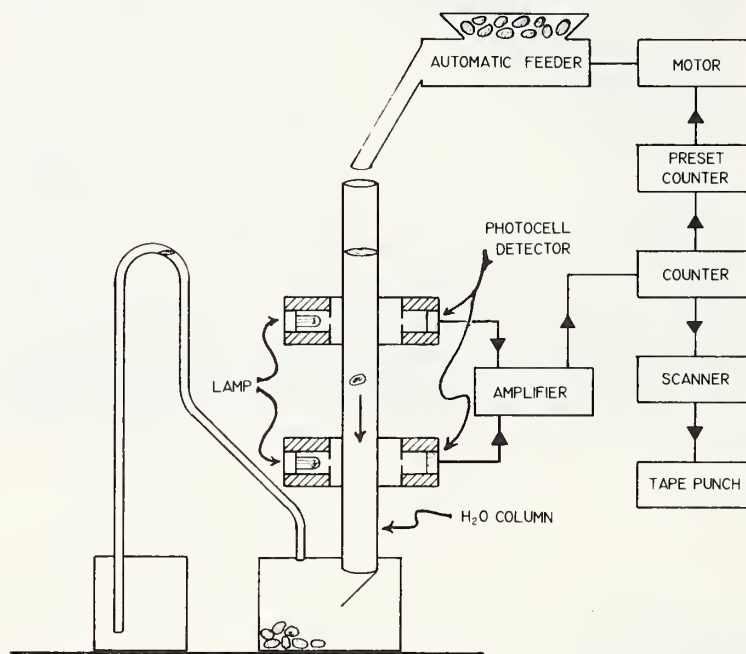 AUTOMATIC FEEDER
MOTOR
PRESET
COUNTER
PHOTOCELL
DETECTOR
COUNTER
LAMP
AMPLIFIER
SCANNER
TAPE PUNCH
H₂O COLUMN